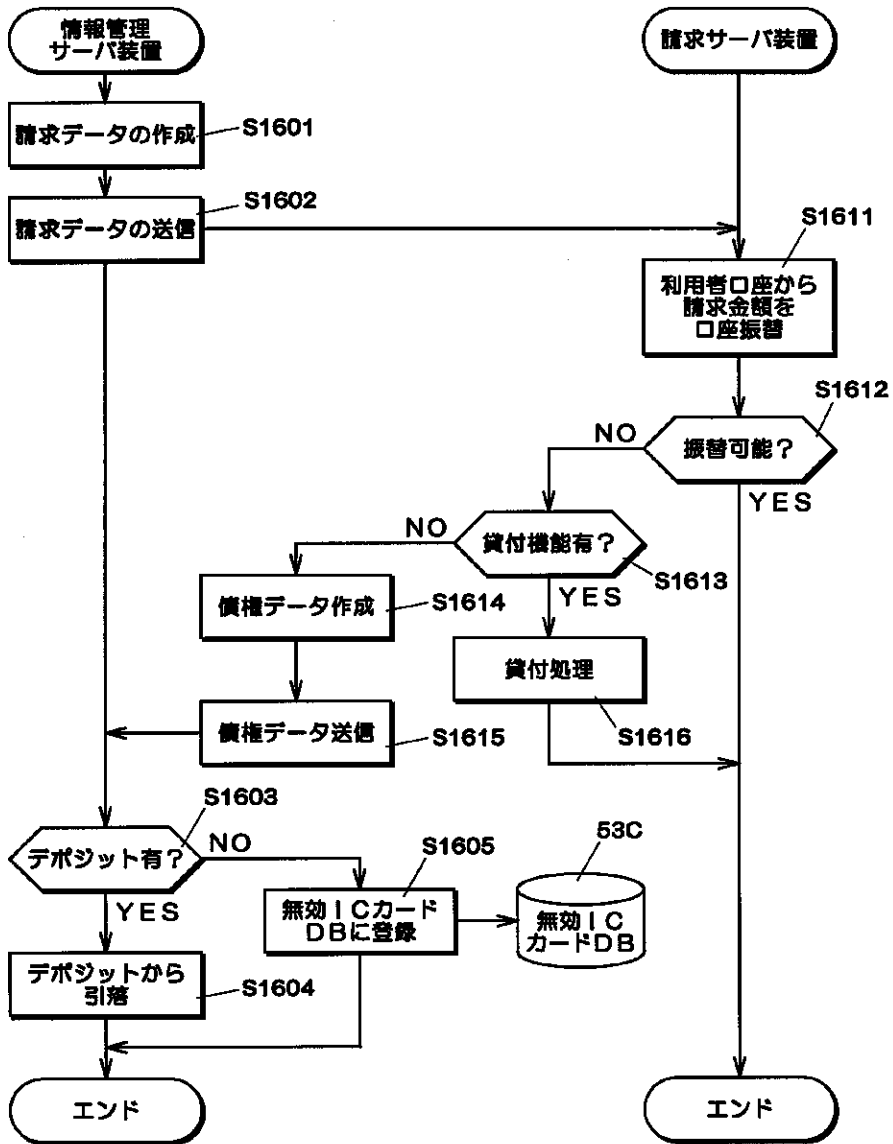 情報管理
サーバ装置
請求サーバ装置
請求データの作成
S1601
請求データの送信
S1602
S1611
利用者口座から
請求金額を
口座振替
S1612
振替可能？
NO
YES
貸付機能有？
S1613
NO
YES
債権データ作成
S1614
貸付処理
S1616
債権データ送信
S1615
S1603
デポジット有？
NO
YES
S1605
無効ICカード
DBに登録
53C
無効IC
カードDB
デポジットから
引落
S1604
エンド
エンド